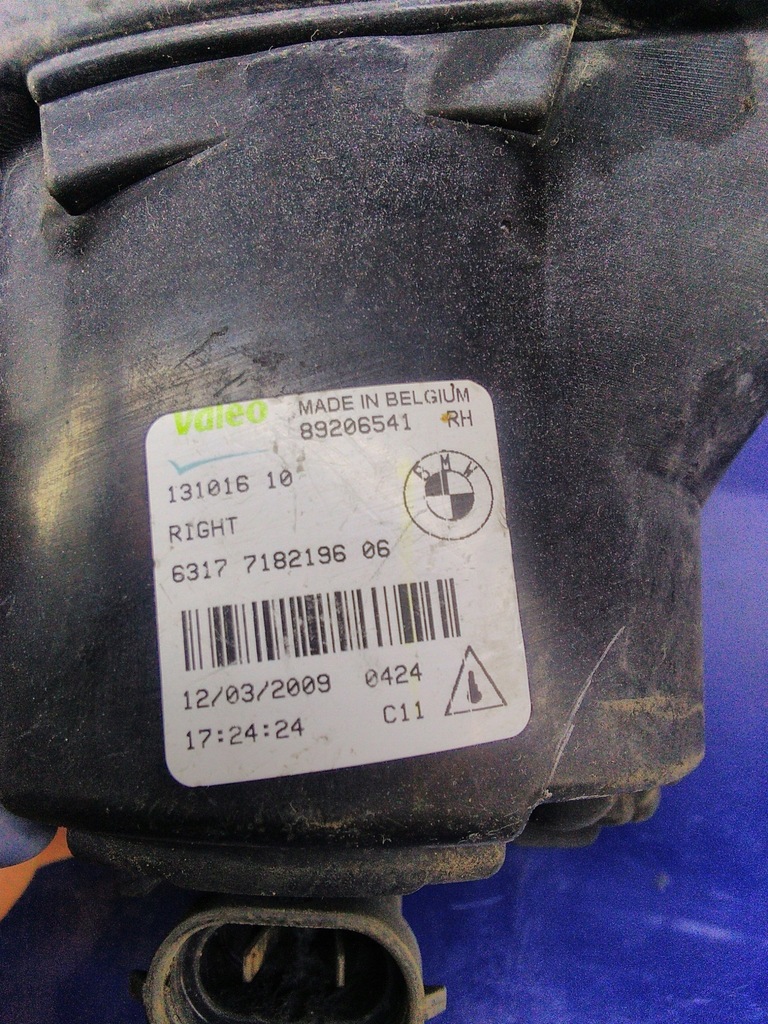 Valeo MADE IN BELGIUM
89206541 RH
131016 10
BMW
RIGHT
6317 7182196 06
12/03/2009 0424
17:24:24 C11